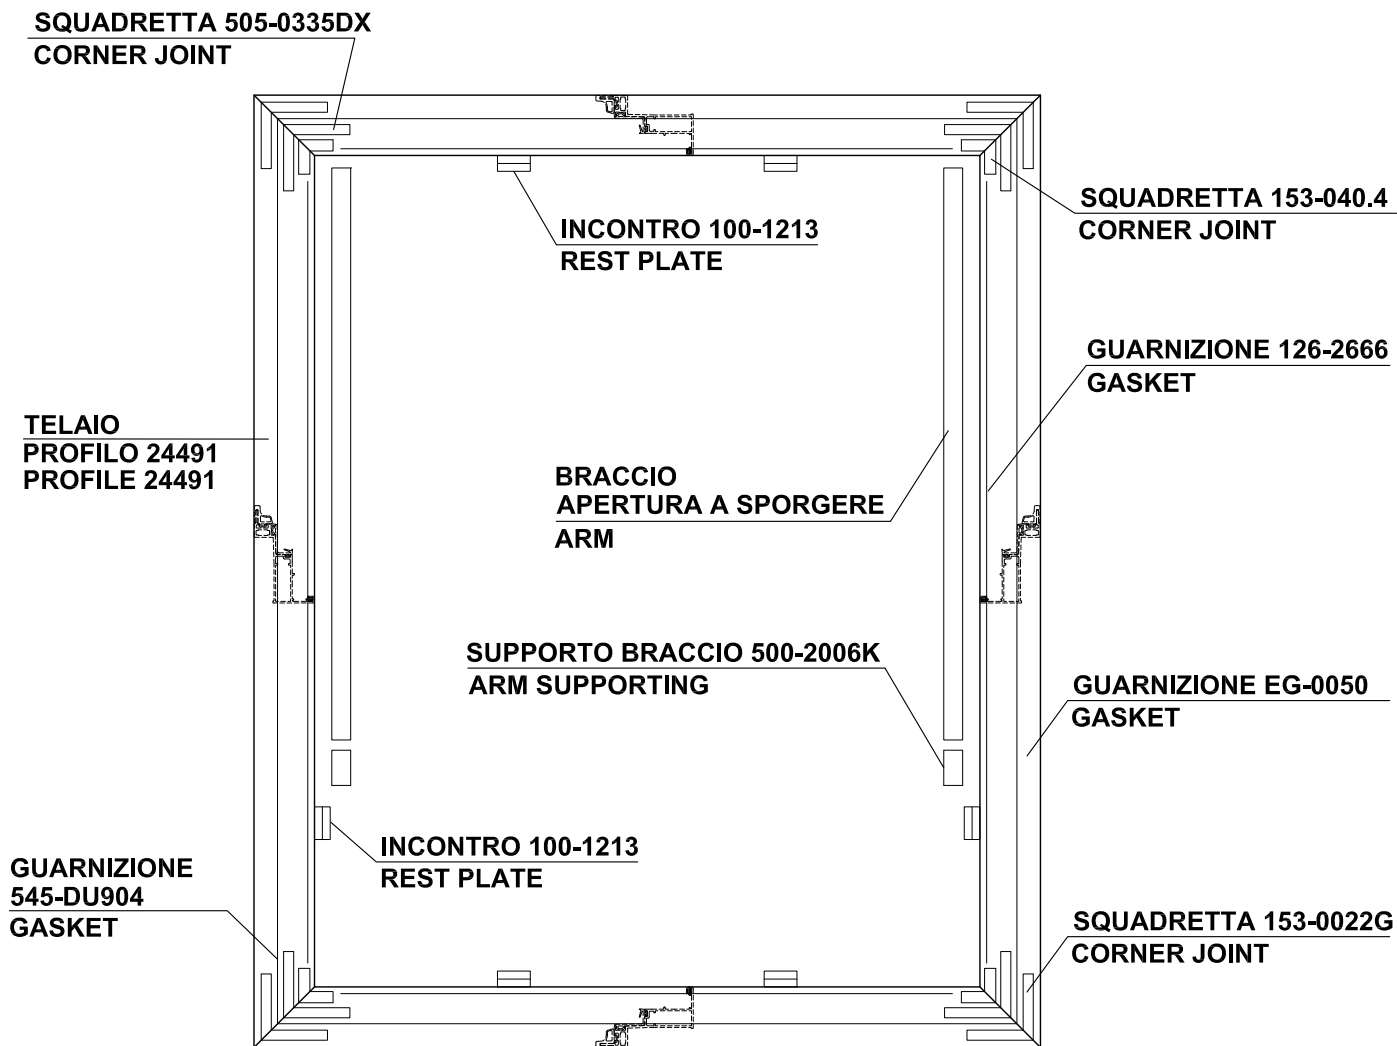 SQUADRETTA 505-0335DX
CORNER JOINT
SQUADRETTA 153-040.4
CORNER JOINT
INCONTRO 100-1213
REST PLATE
GUARNIZIONE 126-2666
GASKET
TELAIO
PROFILO 24491
PROFILE 24491
BRACCIO
APERTURA A SPORGERE
ARM
SUPPORTO BRACCIO 500-2006K
ARM SUPPORTING
GUARNIZIONE EG-0050
GASKET
INCONTRO 100-1213
REST PLATE
GUARNIZIONE
545-DU904
GASKET
SQUADRETTA 153-0022G
CORNER JOINT